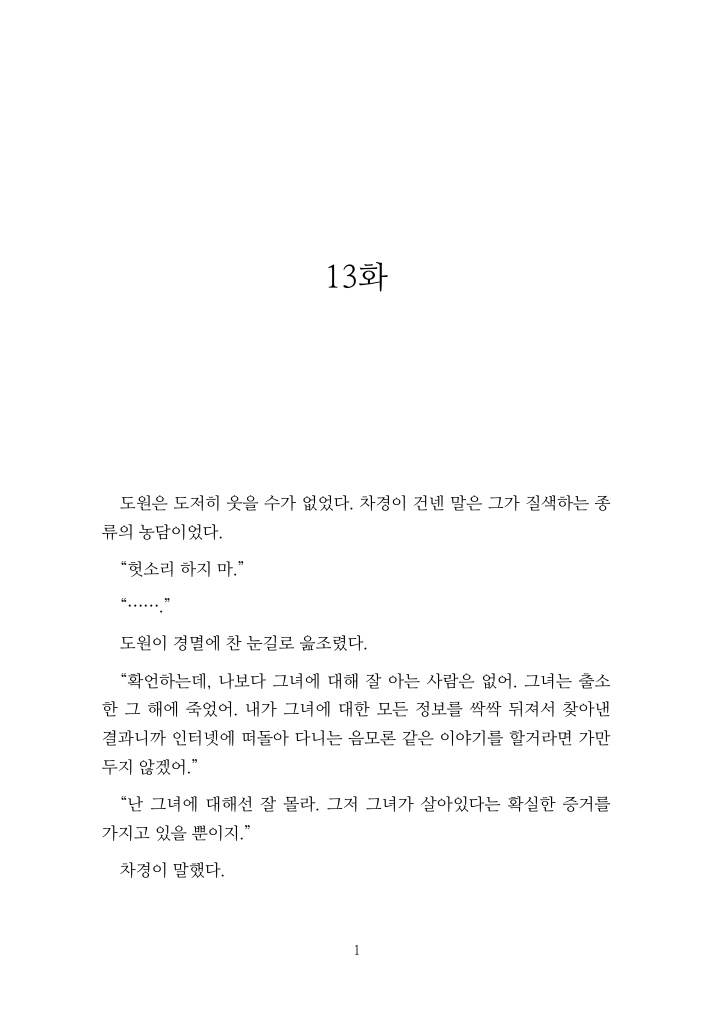 13화
도원은 도저히 웃을 수가 없었다. 차경이 건넨 말은 그가 질색하는 종
류의 농담이었다.
“헛소리 하지 마.”
“…….”
도원이 경멸에 찬 눈길로 읊조렸다.
“확언하는데, 나보다 그녀에 대해 잘 아는 사람은 없어. 그녀는 출소
한 그 해에 죽었어. 내가 그녀에 대한 모든 정보를 싹싹 뒤져서 찾아낸
결과니까 인터넷에 떠돌아 다니는 음모론 같은 이야기를 할거라면 가만
두지 않겠어.”
“난 그녀에 대해선 잘 몰라. 그저 그녀가 살아있다는 확실한 증거를
가지고 있을 뿐이지.”
차경이 말했다.
1